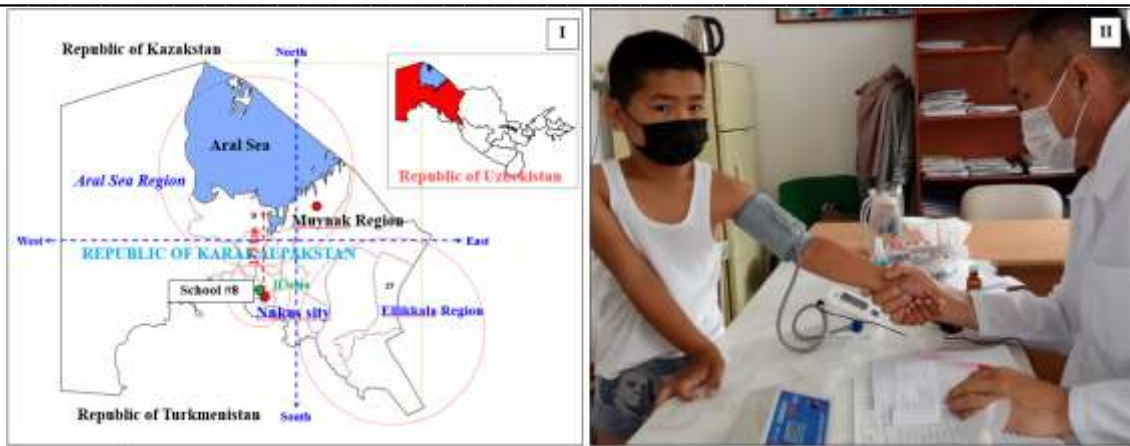 I
II
Republic of Kazakstan
North
Aral Sea
Aral Sea Region
Republic of Uzbekistan
Muynak Region
West
East
REPUBLIC OF KARAKALPAKSTAN
School #8
Nukus sity
Ellikkala Region
Republic of Turkmenistan
South